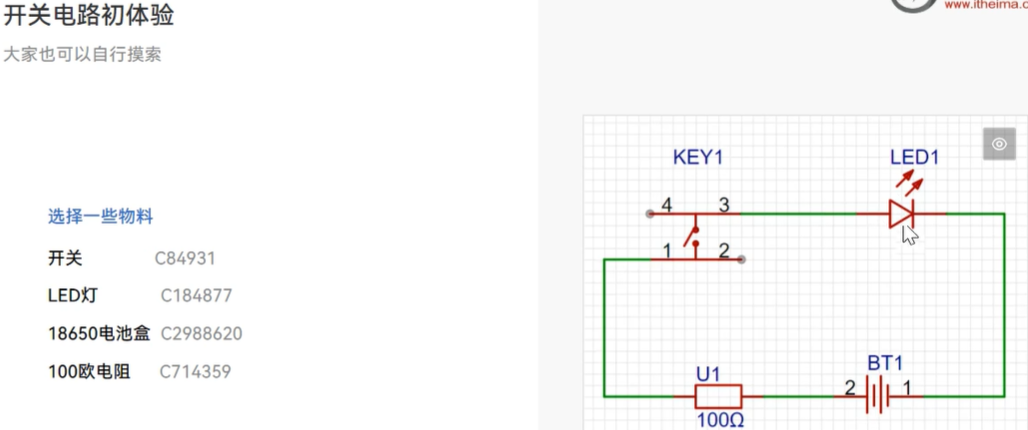 开关电路初体验
大家也可以自行摸索
www.itheima.c
选择一些物料
开关 C84931
LED灯 C184877
18650电池盒 C2988620
100欧电阻 C714359
KEY1
LED1
4 3
1 2
U1
100Ω
BT1
2 1